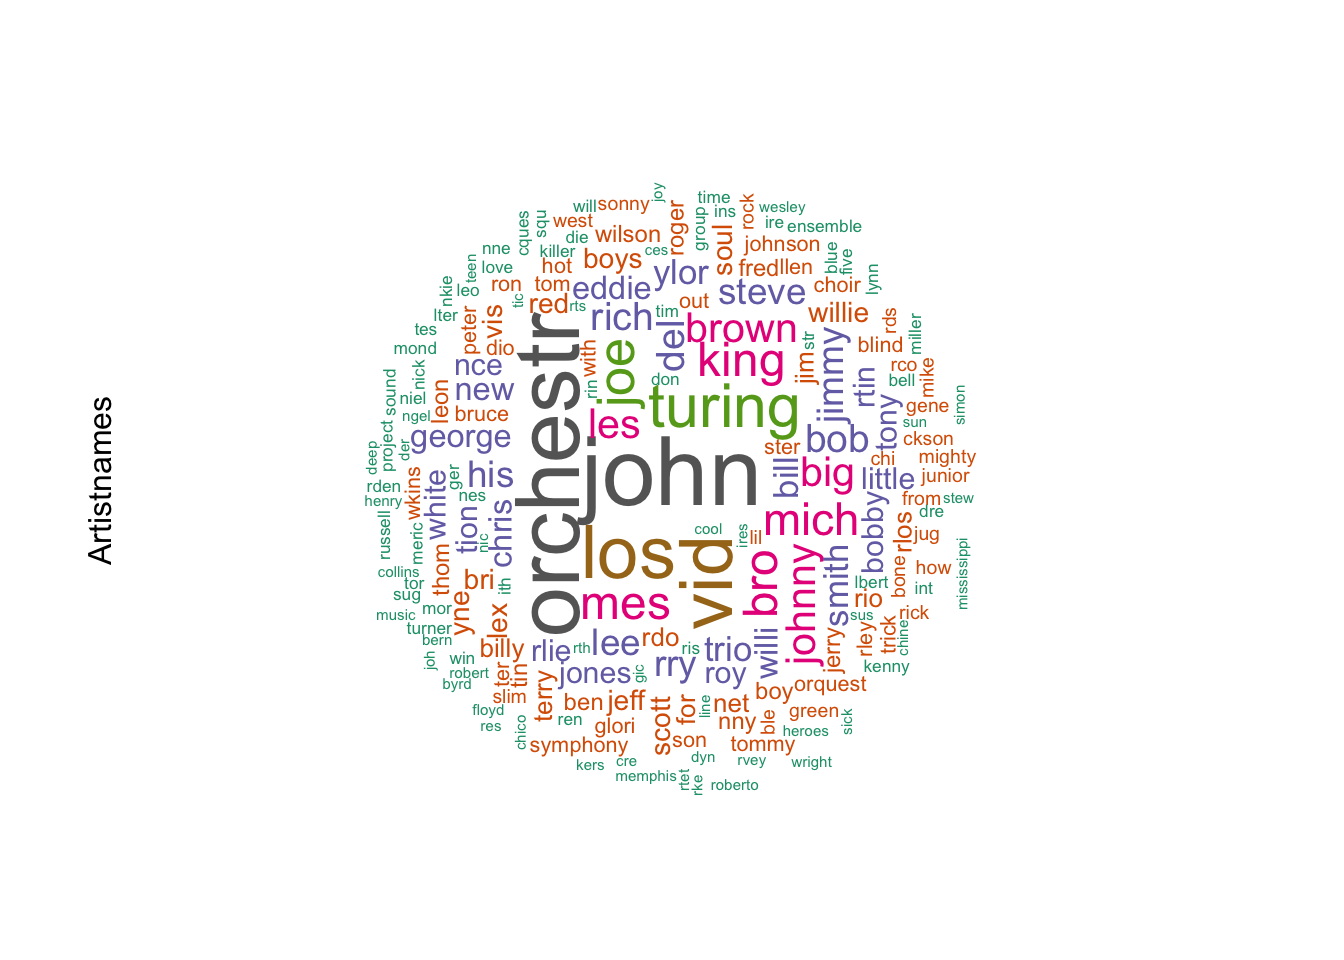 Artistnames
joy
will sonny
time
wesley
rock
ins
group
roger
squ
cques
west
ire
ensemble
die
wilson
soul
johnson
nne
killer
ces
blue
five
teen
love
hot
boys
ylor
fred
llen
lynn
nkie
leo
ron
tom
eddie
steve
choir
tic
red
rts
rich
tim
out
willie
rds
miller
lter
tes
peter
vis
del
brown
str
mond
dio
with
joe
king
jim
jimmy
blind
nick
nce
rin
don
rtin
rco
bell
mike
sound
niel
new
turing
tony
gene
simon
ngel
leon
bruce
les
sun
project
der
george
orchestr
john
ster
bob
ckson
deep
chi
mighty
rden
wkins
ger
his
bill
big
little
junior
henry
white
nes
from
stew
russell
meric
tion
nic
chris
cool
ires
lil
mich
bobby
rlos
dre
jug
mississippi
collins
tor
thom
bri
ith
los
vid
bro
johnny
smith
lbert
bone
how
int
sug
mor
yne
lex
mes
rio
rick
music
turner
bern
sus
rley
trick
chine
joh
win
billy
rlie
rth
lee
rdo
ris
trio
willi
jerry
kenny
robert
byrd
ter
tin
jones
gic
rry
roy
slim
terry
ben
jeff
net
boy
orquest
floyd
res
chico
ren
glori
scott
for
line
nny
ble
green
sick
heroes
symphony
son
tommy
kers
cre
dyn
rvey
wright
memphis
rtet
rke
roberto